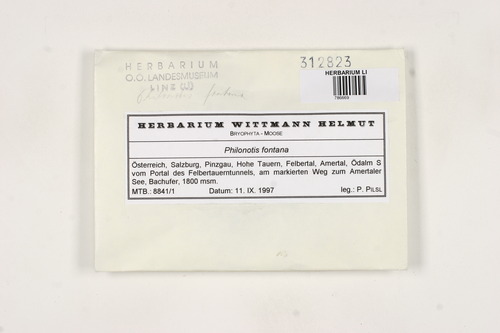 HERBARIUM
O.Ö. LANDESMUSEUM
LINZ (LI)
312823
HERBARIUM LI
Philonotis fontana
HERBARIUM WITTMANN HELMUT
BRYOPHYTA - MOOSE
Philonotis fontana
Österreich, Salzburg, Pinzgau, Hohe Tauern, Felbertal, Amertal, Ödalm S
vom Portal des Felbertauerntunnels, am markierten Weg zum Amertaler
See, Bachufer, 1800 msm.
MTB.: 8841/1 Datum: 11. IX. 1997 leg.: P. PILSL